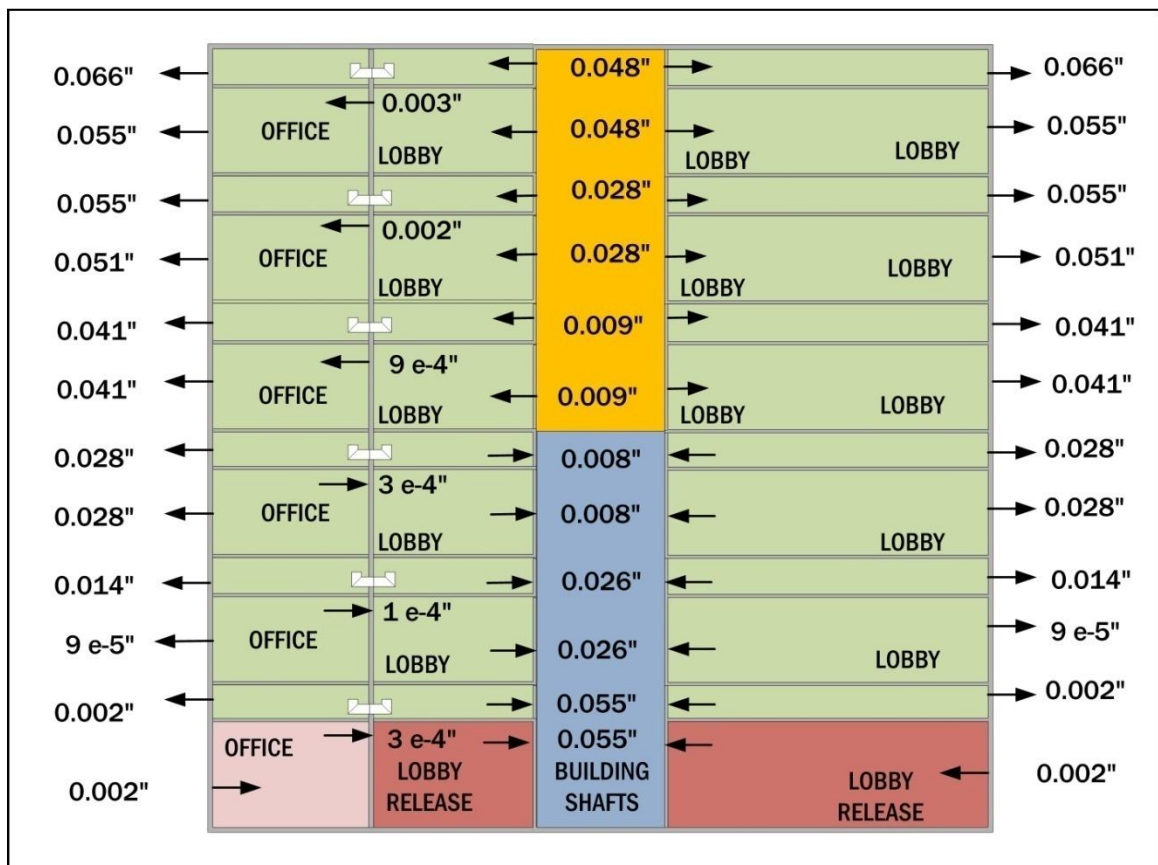 0.066" 0.048" 0.066"
0.003"
OFFICE
0.055" 0.048" 0.055"
LOBBY LOBBY LOBBY
0.055" 0.028" 0.055"
0.002"
OFFICE
0.051" 0.028" LOBBY 0.051"
LOBBY LOBBY
0.041" 0.009" 0.041"
9 e-4"
0.041" OFFICE 0.009" 0.041"
LOBBY LOBBY LOBBY
0.028" 0.008" 0.028"
3 e-4"
0.028" OFFICE 0.008" 0.028"
LOBBY LOBBY
0.014" 0.026" 0.014"
1 e-4"
9 e-5" OFFICE 0.026" 9 e-5"
LOBBY LOBBY
0.002" 0.055" 0.002"
OFFICE 3 e-4" 0.055"
LOBBY BUILDING
0.002" RELEASE SHAFTS LOBBY 0.002"
RELEASE